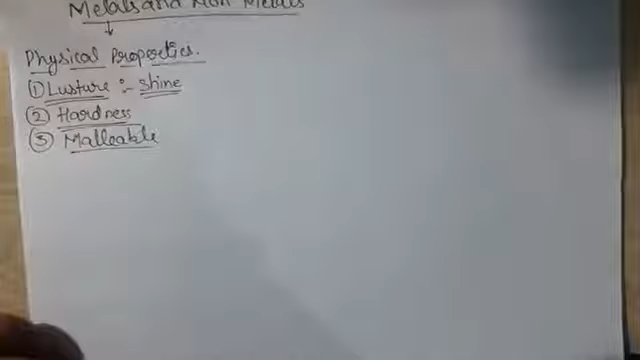 Metals and Non Metals
Physical Properties.
① Lusture :- Shine
② Hardness
③ Malleable